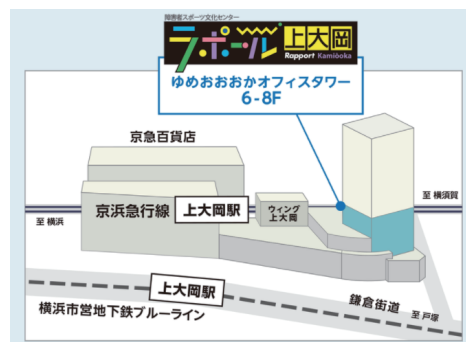 障害者スポーツ文化センター
ラポール上大岡
Rapport Kamiooka
ゆめおおおかオフィスタワー
6-8F
京急百貨店
至 横須賀
ウィング
上大岡
京浜急行線
上大岡駅
至 横浜
上大岡駅
横浜市営地下鉄ブルーライン
鎌倉街道
至 戸塚